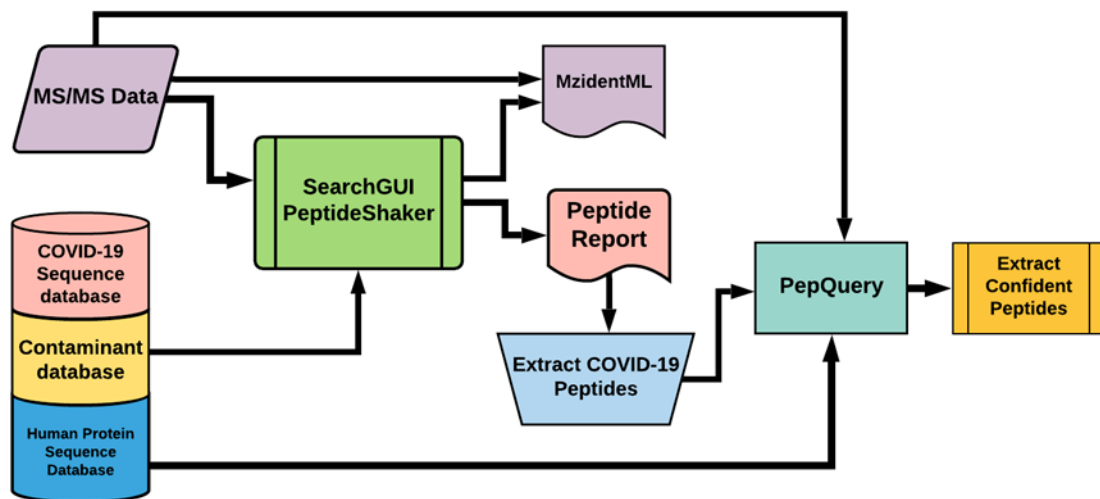 MS/MS Data
MzidentML
SearchGUI
PeptideShaker
Peptide
Report
COVID-19
Sequence
database
Contaminant
database
Human Protein
Sequence
Database
Extract COVID-19
Peptides
PepQuery
Extract
Confident
Peptides